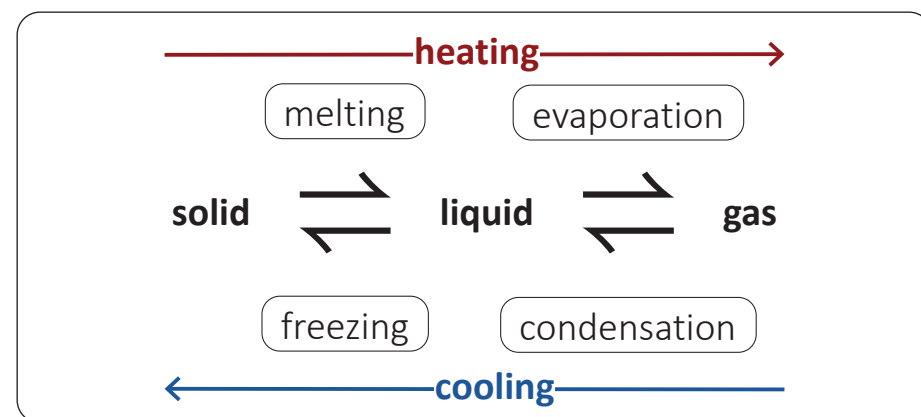 heating
melting evaporation
solid liquid gas
freezing condensation
cooling